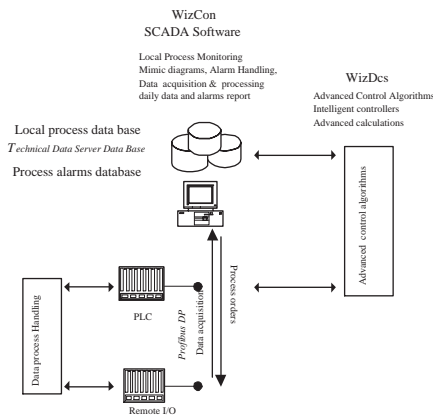 WizCon
SCADA Software
Local Process Monitoring
Mimic diagrams, Alarm Handling,
Data acquisition & processing
daily data and alarms report
WizDcs
Advanced Control Algorithms
Intelligent controllers
Advanced calculations
Local process data base
Technical Data Server Data Base
Process alarms database
Advanced control algorithms
Data process Handling
PLC
Profibus DP
Data acquisition
Process orders
Remote I/O